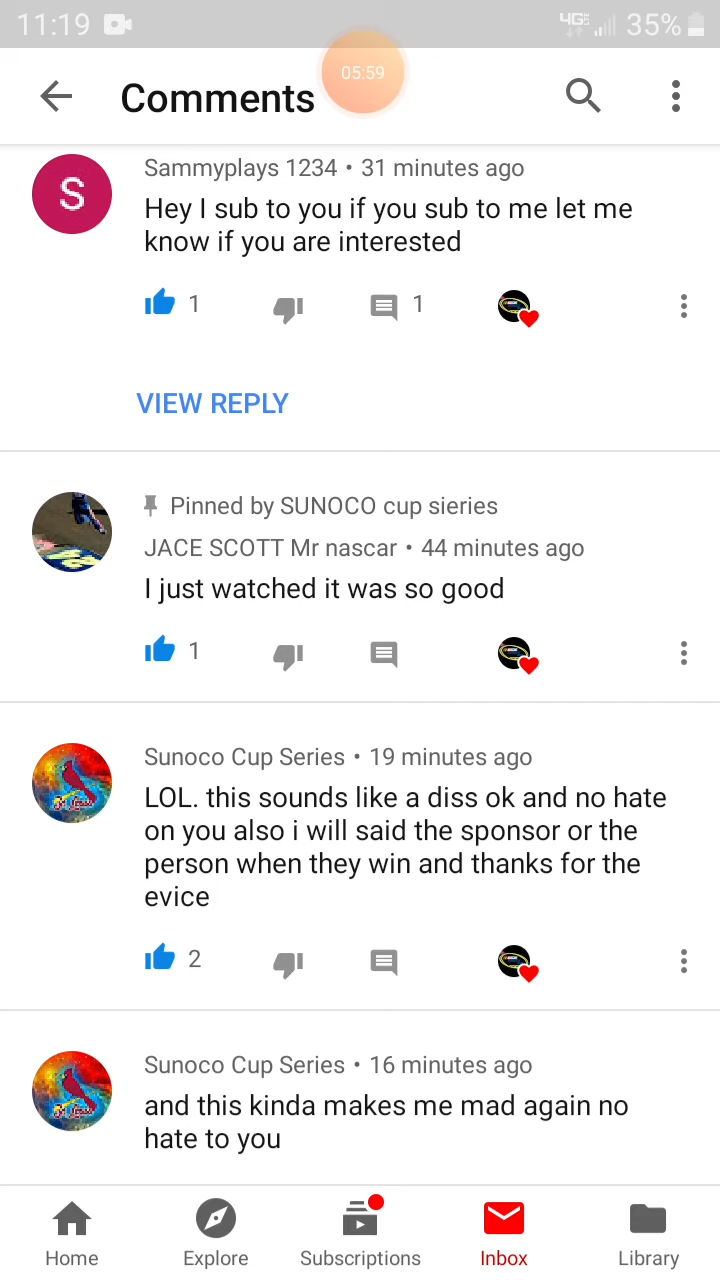 11:19
4GE
35%
05:59
Comments
S
Sammyplays 1234 • 31 minutes ago
Hey I sub to you if you sub to me let me
know if you are interested
1
1
VIEW REPLY
Pinned by SUNOCO cup sieries
JACE SCOTT Mr nascar • 44 minutes ago
I just watched it was so good
1
Sunoco Cup Series • 19 minutes ago
LOL. this sounds like a diss ok and no hate
on you also i will said the sponsor or the
person when they win and thanks for the
evice
2
Sunoco Cup Series • 16 minutes ago
and this kinda makes me mad again no
hate to you
Home
Explore
Subscriptions
Inbox
Library